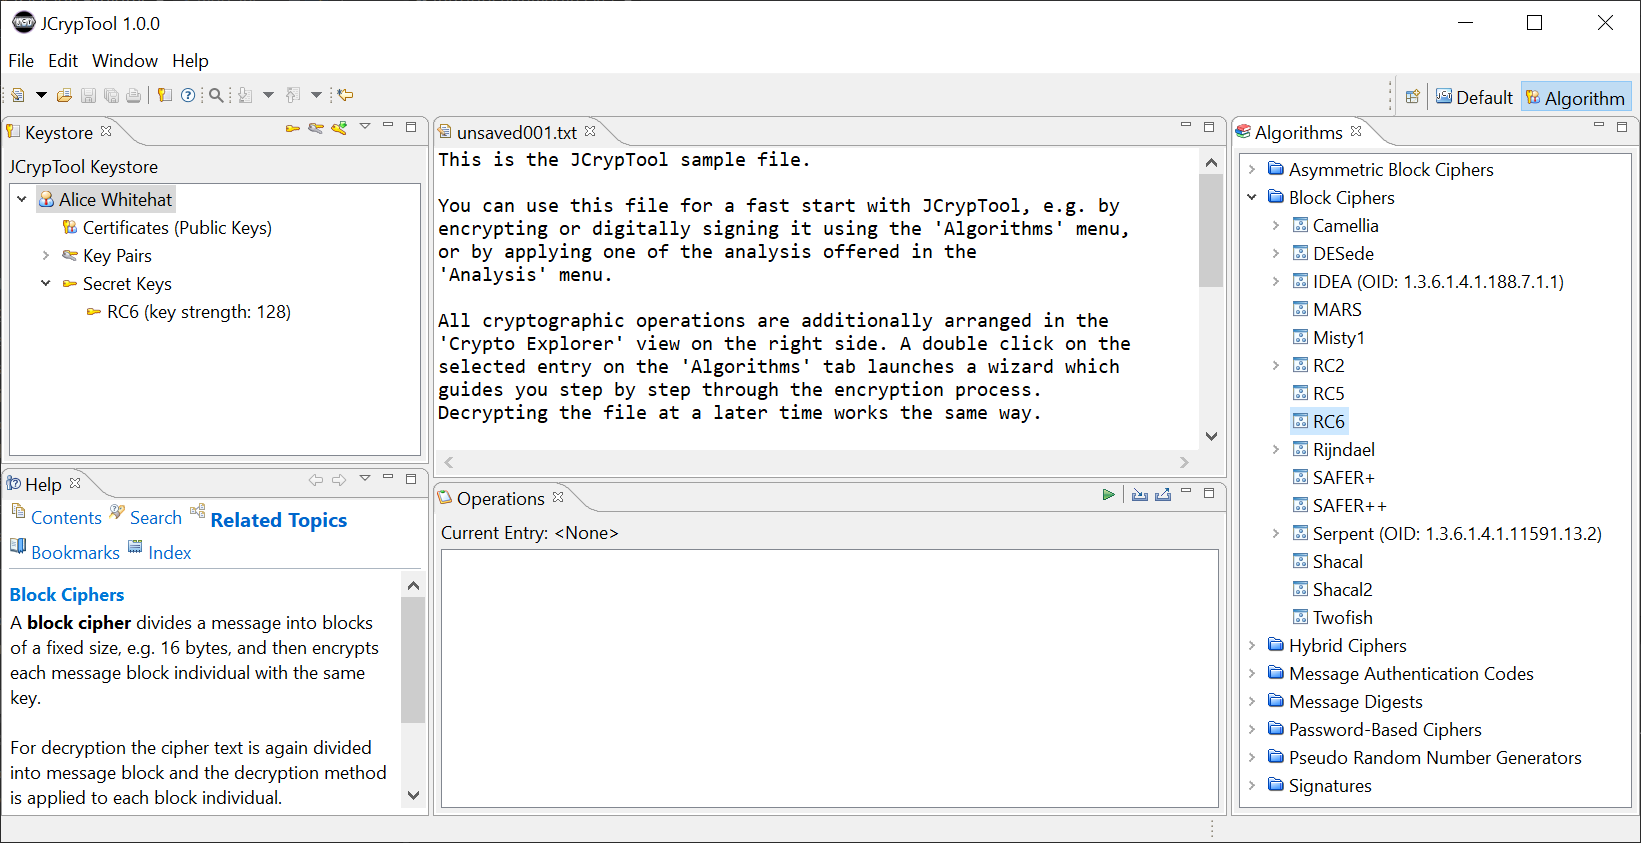 JCrypTool 1.0.0
File Edit Window Help
Default Algorithm
Keystore
JCrypTool Keystore
Alice Whitehat
Certificates (Public Keys)
Key Pairs
Secret Keys
RC6 (key strength: 128)
Help
Contents Search Related Topics
Bookmarks Index
Block Ciphers
A block cipher divides a message into blocks
of a fixed size, e.g. 16 bytes, and then encrypts
each message block individual with the same
key.
For decryption the cipher text is again divided
into message block and the decryption method
is applied to each block individual.
unsaved001.txt
This is the JCrypTool sample file.
You can use this file for a fast start with JCrypTool, e.g. by
encrypting or digitally signing it using the 'Algorithms' menu,
or by applying one of the analysis offered in the
'Analysis' menu.
All cryptographic operations are additionally arranged in the
'Crypto Explorer' view on the right side. A double click on the
selected entry on the 'Algorithms' tab launches a wizard which
guides you step by step through the encryption process.
Decrypting the file at a later time works the same way.
Operations
Current Entry: <None>
Algorithms
Asymmetric Block Ciphers
Block Ciphers
Camellia
DESede
IDEA (OID: 1.3.6.1.4.1.188.7.1.1)
MARS
Misty1
RC2
RC5
RC6
Rijndael
SAFER+
SAFER++
Serpent (OID: 1.3.6.1.4.1.11591.13.2)
Shacal
Shacal2
Twofish
Hybrid Ciphers
Message Authentication Codes
Message Digests
Password-Based Ciphers
Pseudo Random Number Generators
Signatures